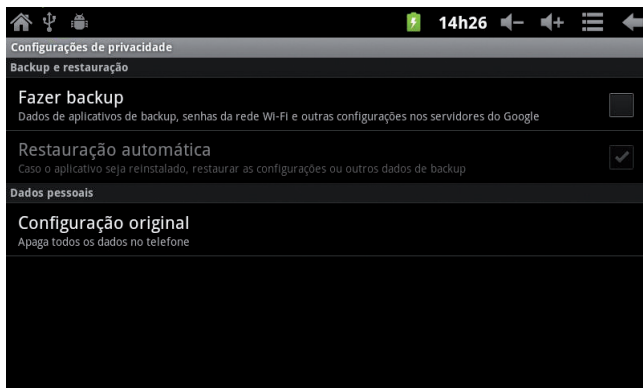 14h26
Configurações de privacidade
Backup e restauração
Fazer backup
Dados de aplicativos de backup, senhas da rede WI-Fi e outras configurações nos servidores do Google
Restauração automática
Caso o aplicativo seja reinstalado, restaurar as configurações ou outros dados de backup
Dados pessoais
Configuração original
Apaga todos os dados no telefone